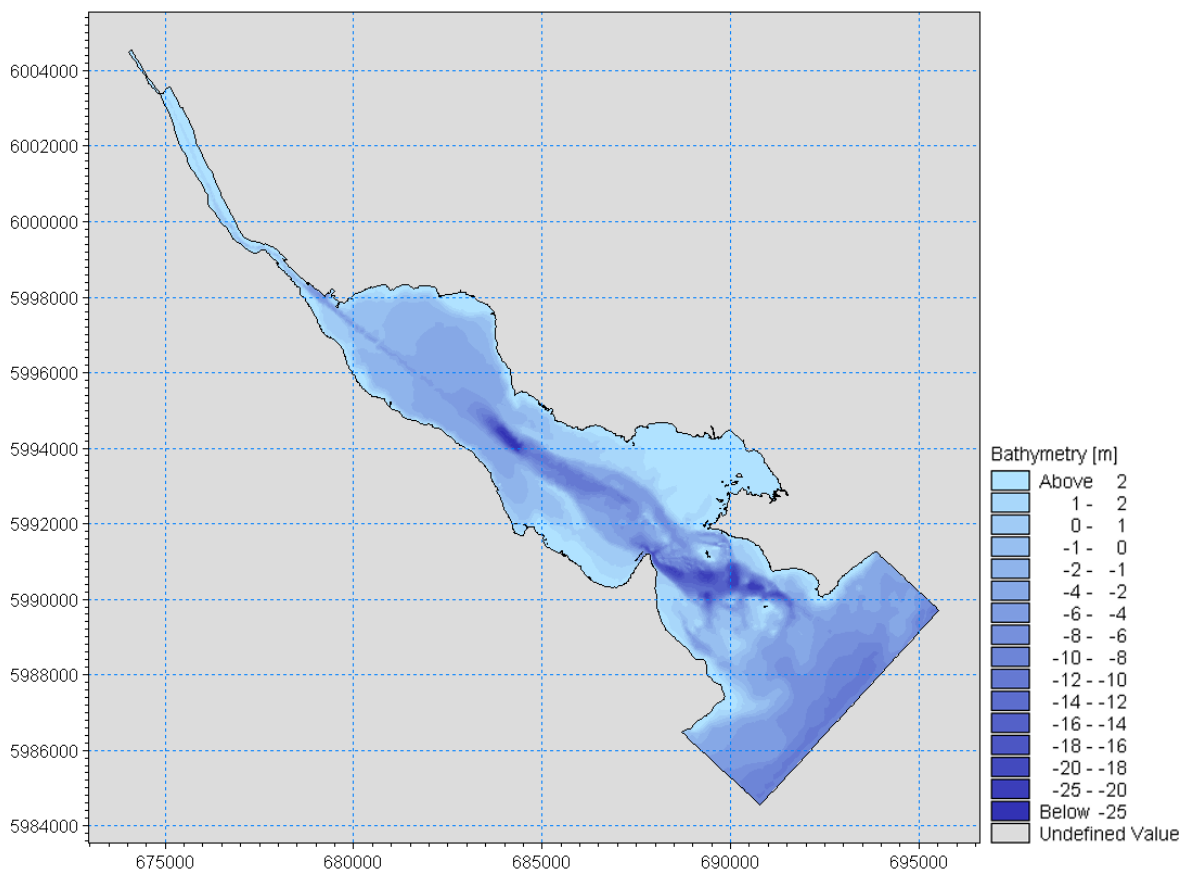 6004000
6002000
6000000
5998000
5996000
5994000
5992000
5990000
5988000
5986000
5984000
675000 680000 685000 690000 695000
Bathymetry [m]
Above 2
1 - 2
0 - 1
-1 - 0
-2 - -1
-4 - -2
-6 - -4
-8 - -6
-10 - -8
-12 - -10
-14 - -12
-16 - -14
-18 - -16
-20 - -18
-25 - -20
Below -25
Undefined Value